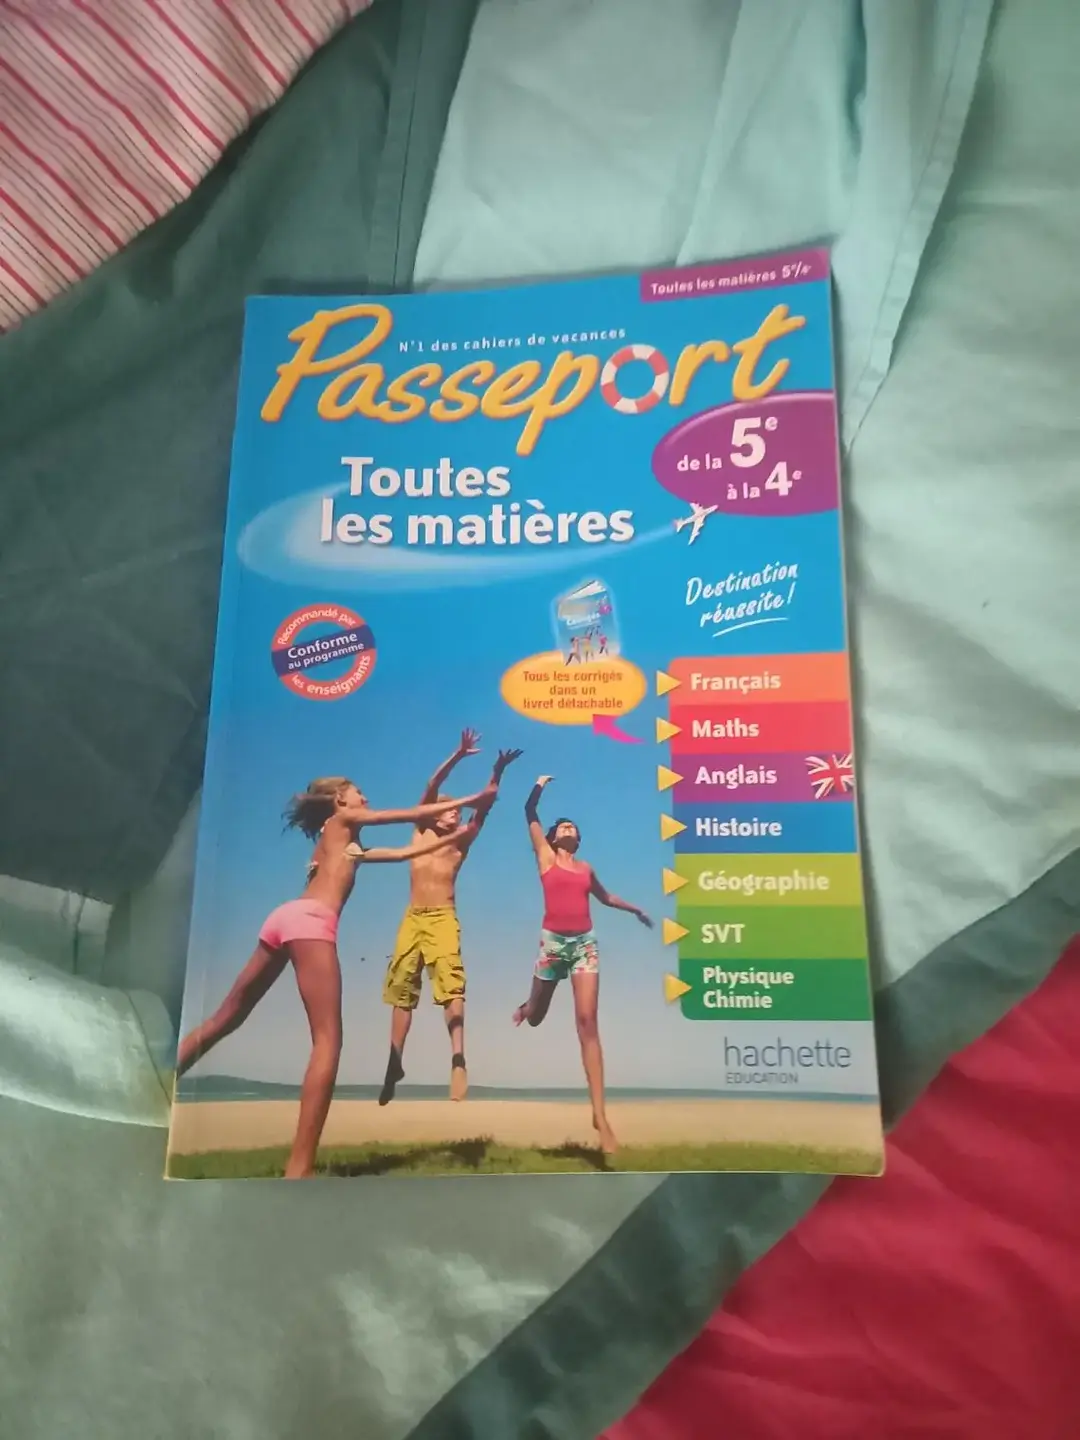 Toutes les matières 5e/4e
N°1 des cahiers de vacances
Passeport
de la 5e
à la 4e
Toutes
les matières
Destination
réussite !
Recommandé par
Conforme
au programme
les enseignants
Corrigés
Tous les corrigés
dans un
livret détachable
Français
Maths
Anglais
Histoire
Géographie
SVT
Physique
Chimie
hachette
ÉDUCATION